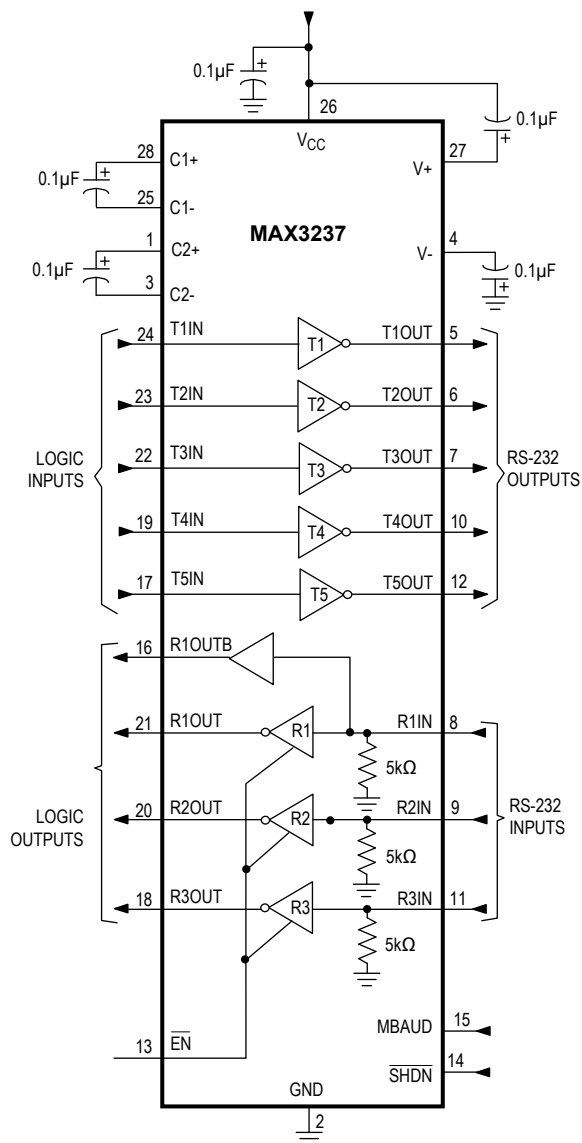 0.1µF
+
26
+
0.1µF
VCC
28
C1+
27
V+
0.1µF
+
25
C1-
MAX3237
1
C2+
4
V-
0.1µF
+
3
C2-
0.1µF
+
24
T1IN
T1
T1OUT
5
23
T2IN
T2
T2OUT
6
LOGIC
INPUTS
22
T3IN
T3
T3OUT
7
RS-232
OUTPUTS
19
T4IN
T4
T4OUT
10
17
T5IN
T5
T5OUT
12
16
R1OUTB
21
R1OUT
R1
R1IN
8
5kΩ
LOGIC
OUTPUTS
20
R2OUT
R2
R2IN
9
RS-232
INPUTS
5kΩ
18
R3OUT
R3
R3IN
11
5kΩ
MBAUD
15
13
EN
SHDN
14
GND
2